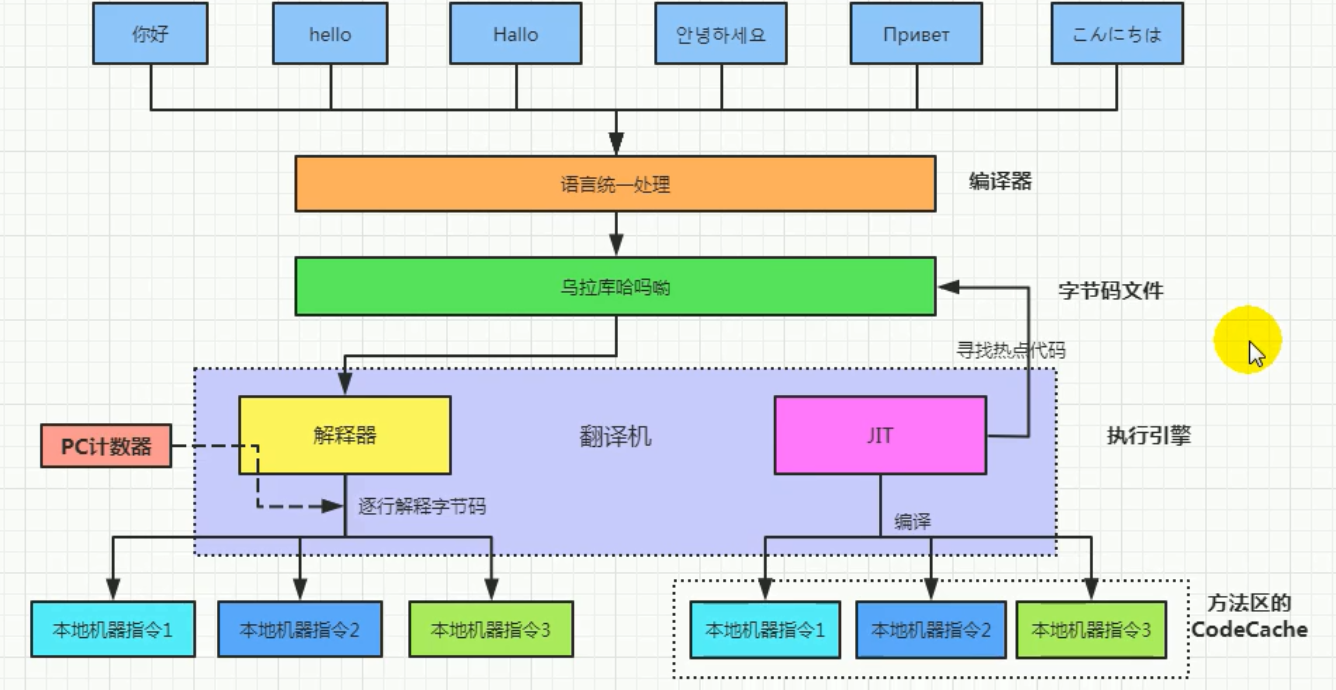 你好
hello
Hallo
안녕하세요
Привет
こんにちは
语言统一处理
编译器
乌拉库哈吗呦
字节码文件
寻找热点代码
PC计数器
解释器
翻译机
JIT
执行引擎
逐行解释字节码
编译
本地机器指令1
本地机器指令2
本地机器指令3
本地机器指令1
本地机器指令2
本地机器指令3
方法区的
CodeCache